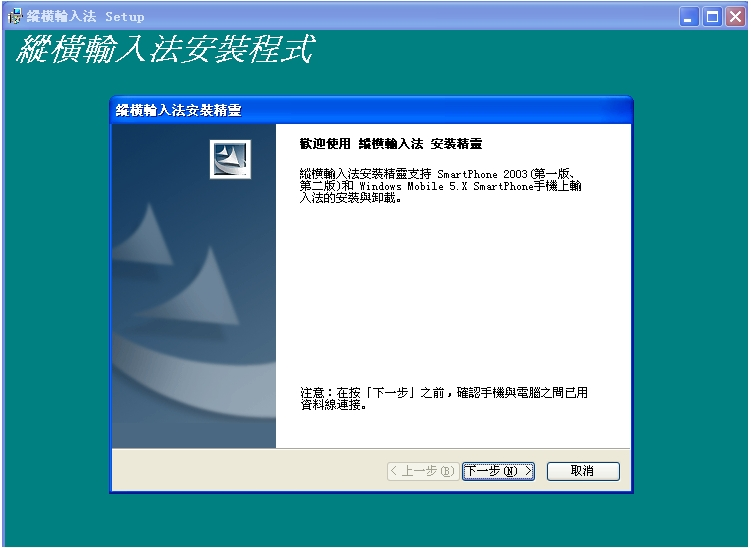 縱橫輸入法 Setup
縱橫輸入法安裝程式
縱橫輸入法安裝精靈
歡迎使用 縱橫輸入法 安裝精靈
縱橫輸入法安裝精靈支持 SmartPhone 2003(第一版、
第二版)和 Windows Mobile 5.X SmartPhone手機上輸
入法的安裝與卸載。
注意：在按「下一步」之前，確認手機與電腦之間已用
資料線連接。
< 上一步(B) 下一步(N) > 取消